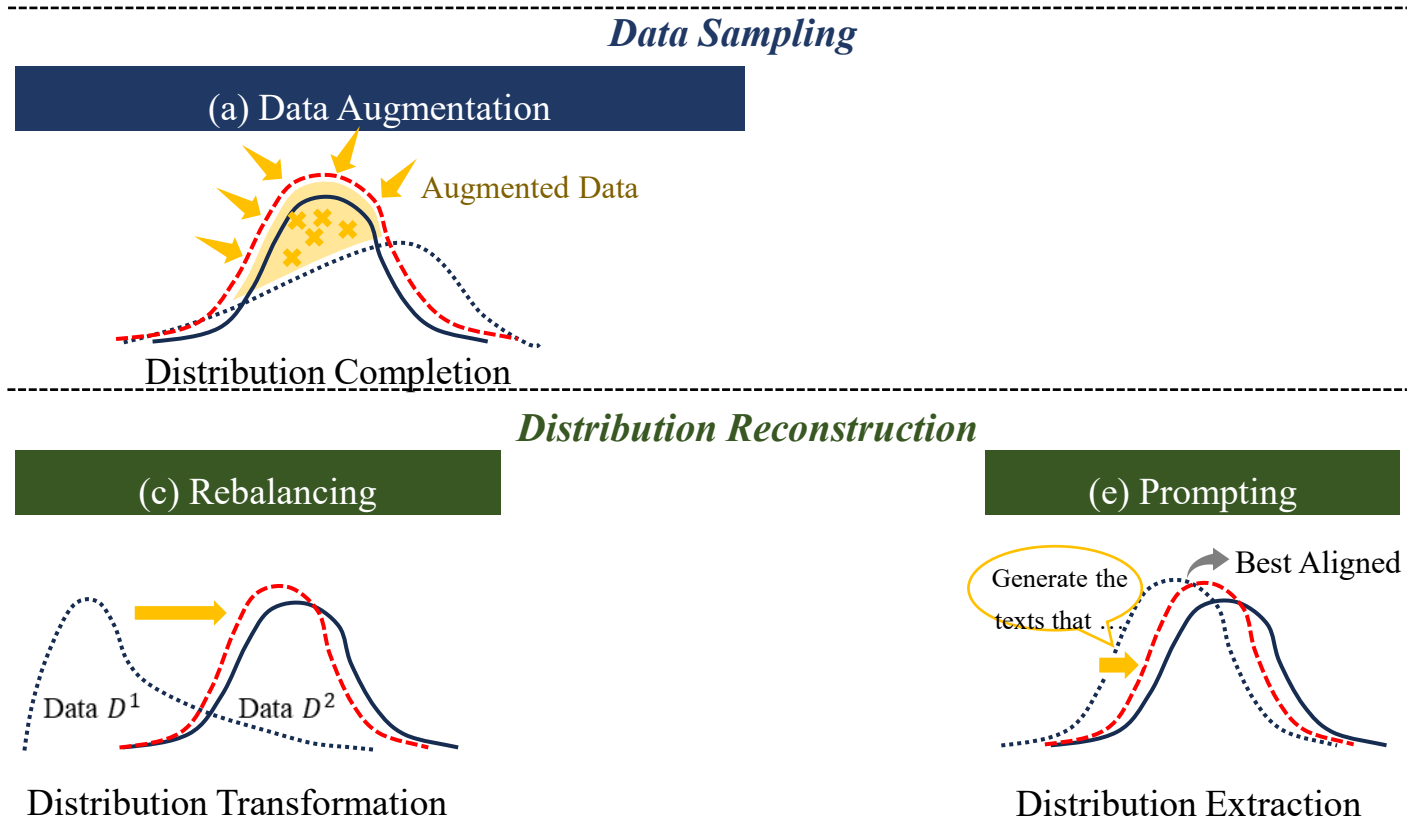 Data Sampling
(a) Data Augmentation
Augmented Data
Distribution Completion
Distribution Reconstruction
(c) Rebalancing
(e) Prompting
Generate the
texts that ...
Best Aligned
Data D¹
Data D²
Distribution Transformation
Distribution Extraction